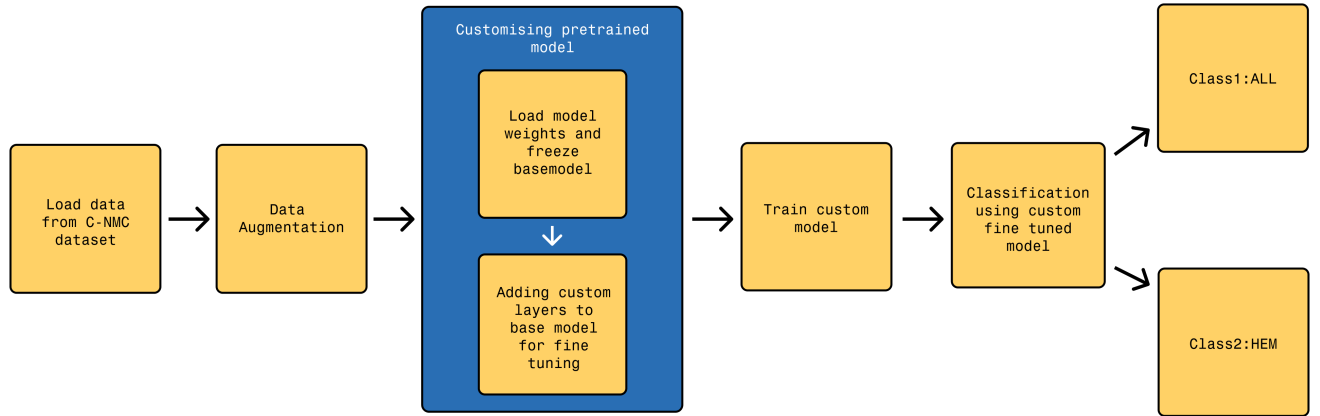 Load data
from C-NMC
dataset
Data
Augmentation
Customising pretrained
model
Load model
weights and
freeze
basemodel
Adding custom
layers to
base model
for fine
tuning
Train custom
model
Classification
using custom
fine tuned
model
Class1:ALL
Class2:HEM